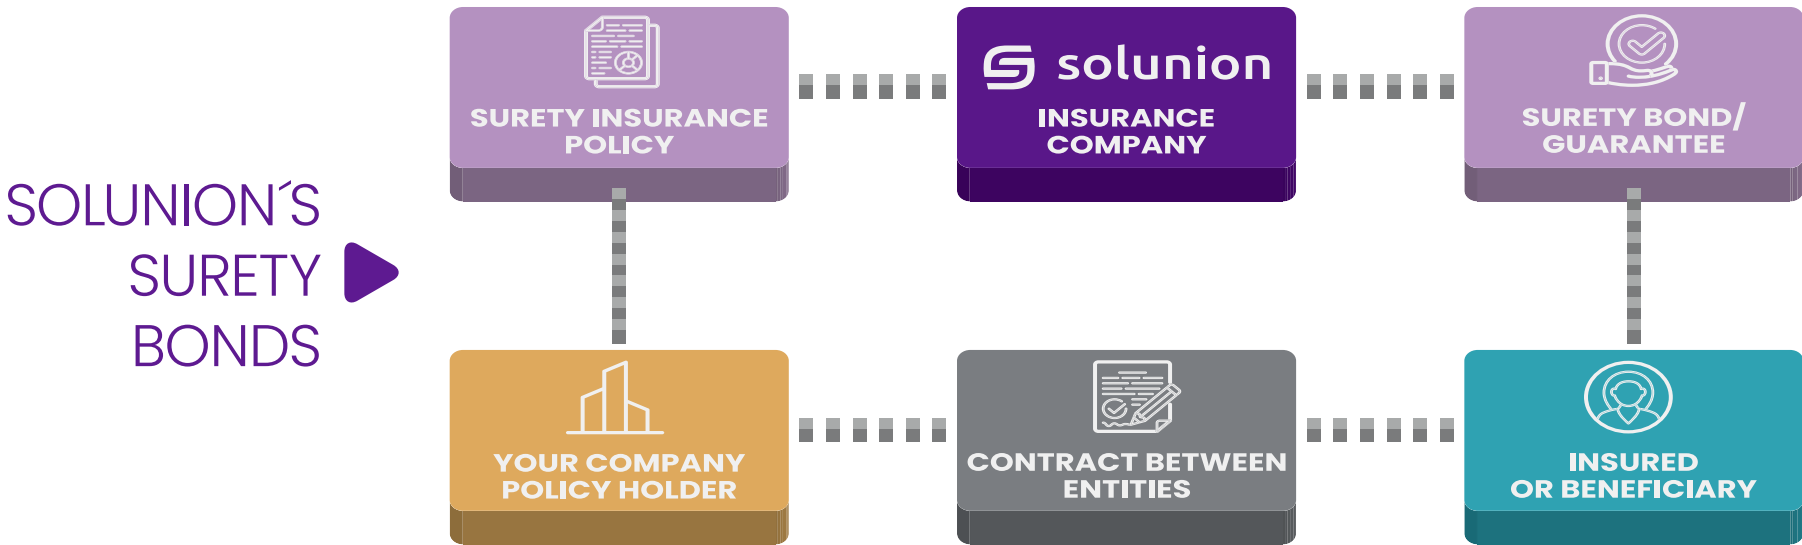 SOLUNION´S
SURETY
BONDS
SURETY INSURANCE
POLICY
solunion
INSURANCE
COMPANY
SURETY BOND/
GUARANTEE
YOUR COMPANY
POLICY HOLDER
CONTRACT BETWEEN
ENTITIES
INSURED
OR BENEFICIARY